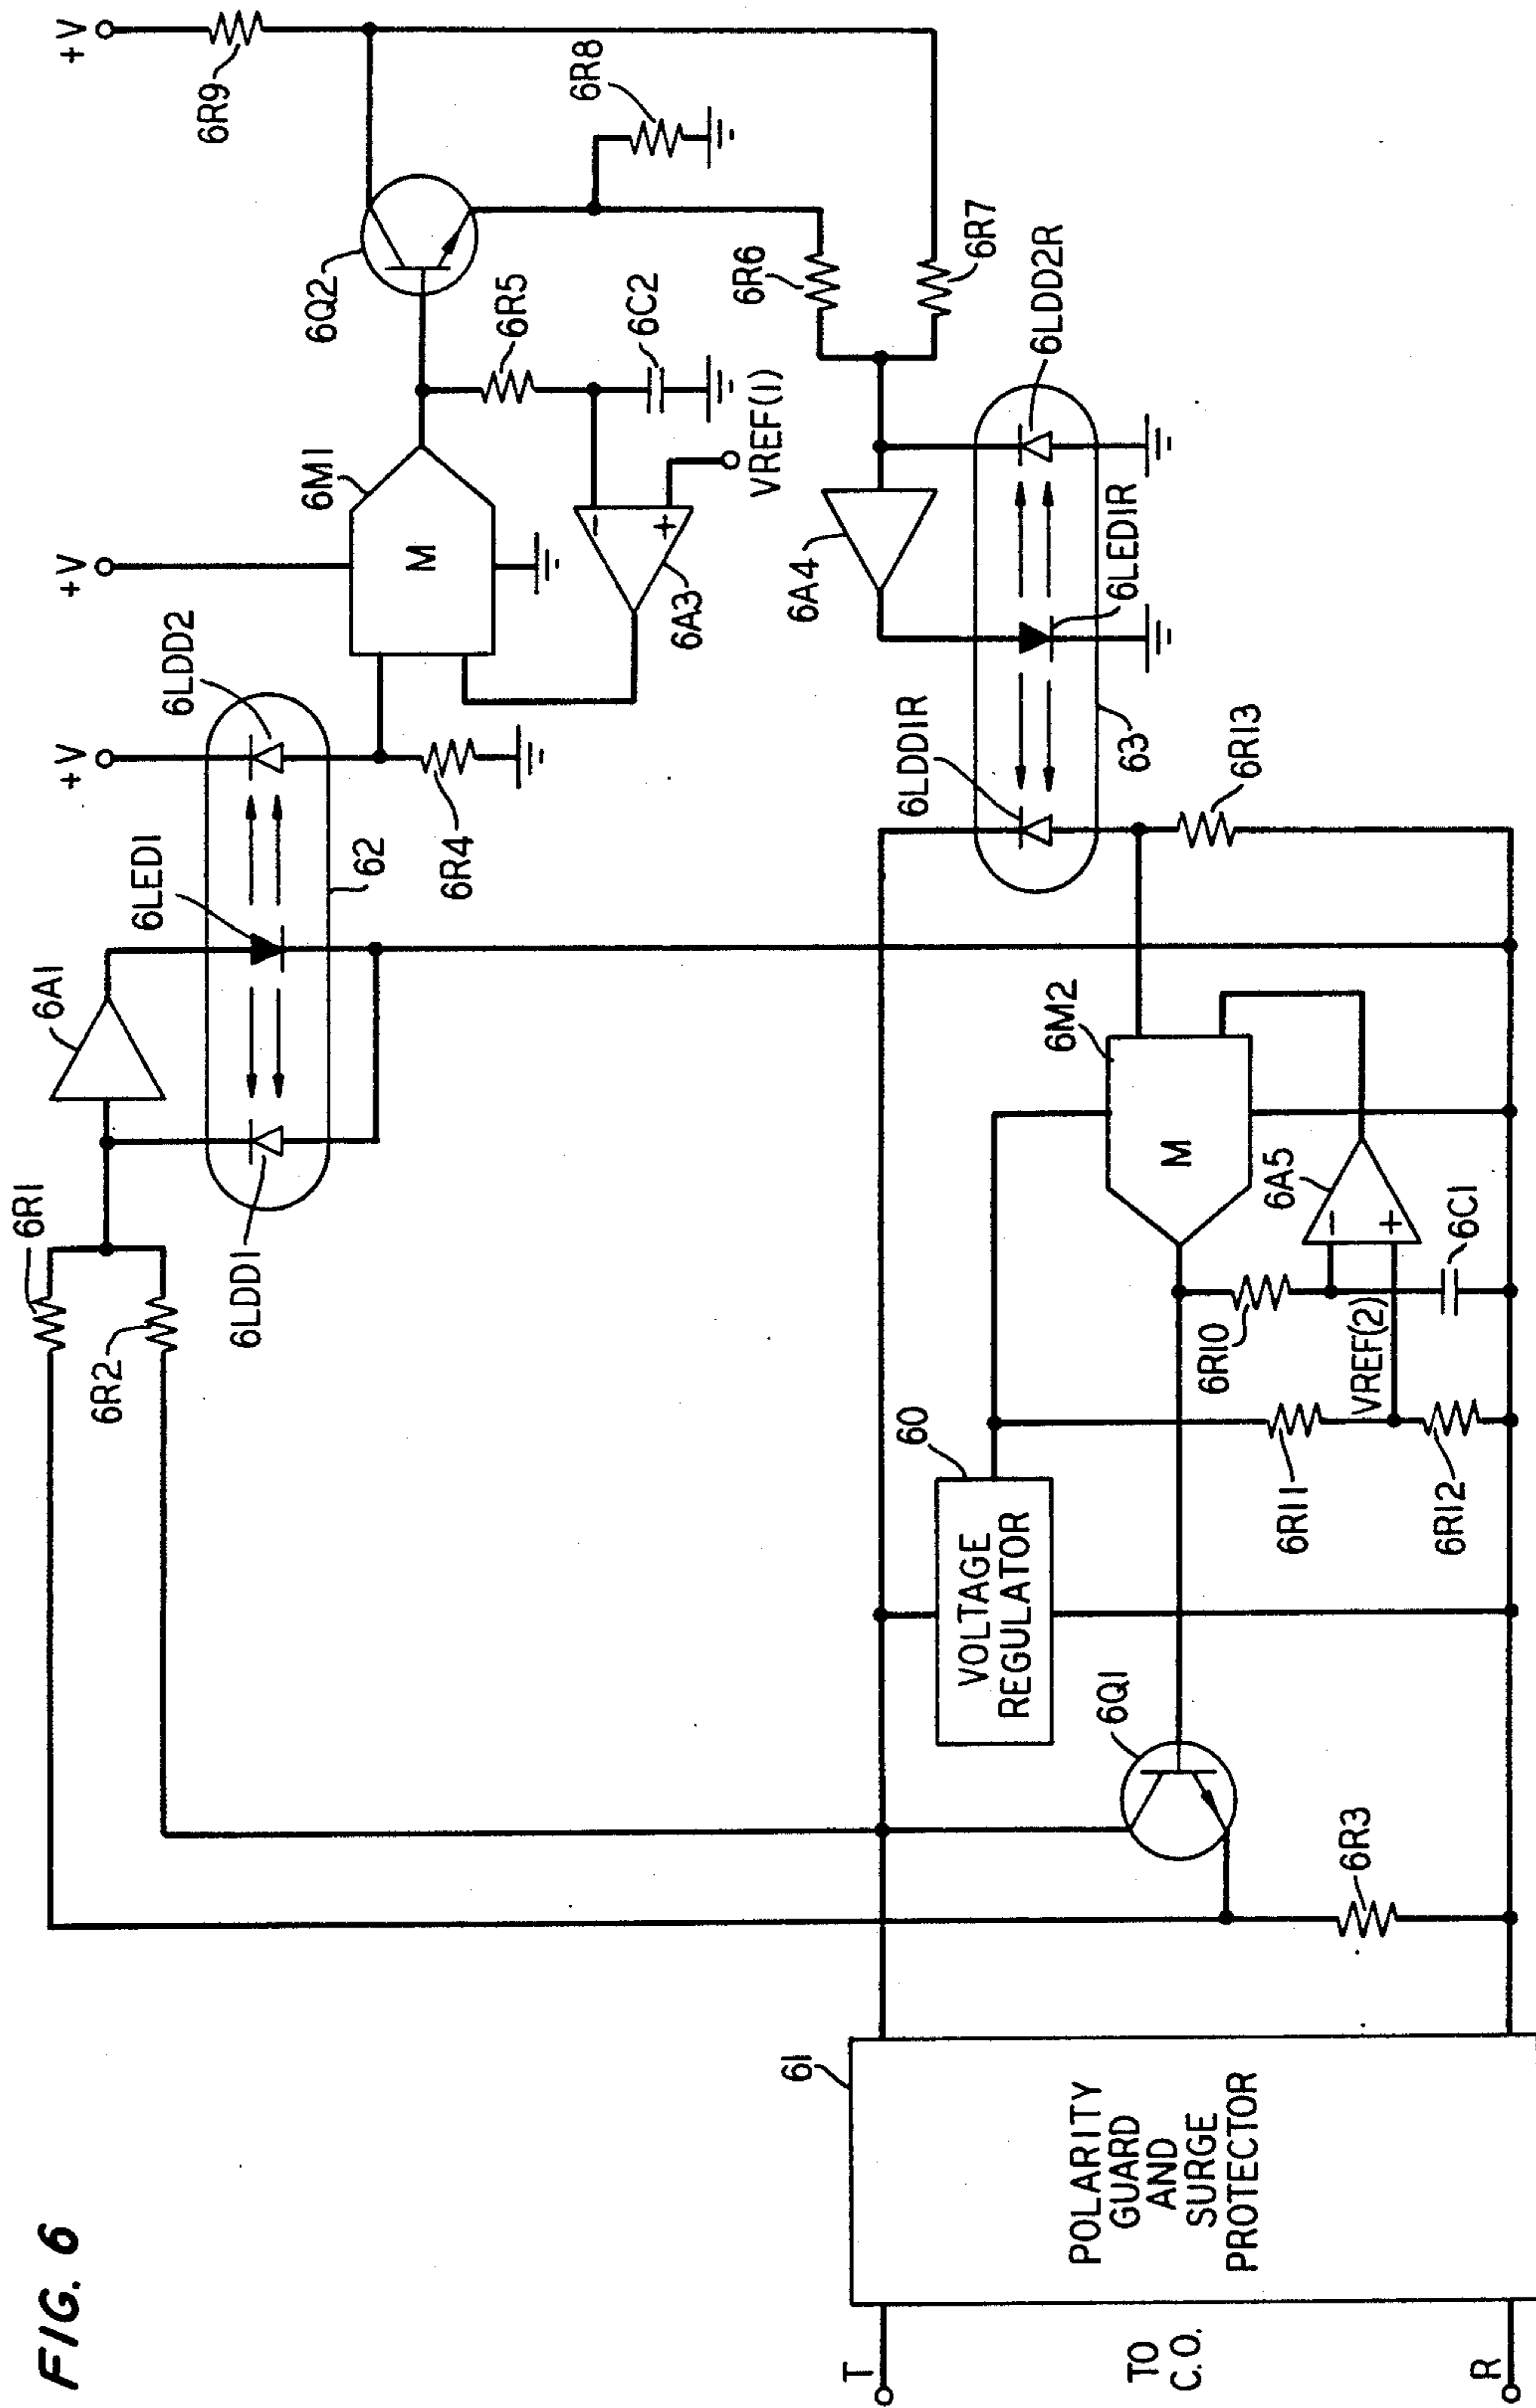 FIG. 6
+V
+V
+V
6R9
6R8
6Q2
6R5
6C2
VREF(1)
6M1
M
6A3
6LDD2
6R4
6LED1
62
6A1
6LDD1
6R1
6R2
6R6
6R7
6A4
6LDD2R
6LED1R
63
6LDD1R
6R13
6M2
M
6A5
6C1
6R10
VREF(2)
6R11
6R12
60
VOLTAGE
REGULATOR
6Q1
6R3
61
POLARITY
GUARD
AND
SURGE
PROTECTOR
T
TO
C.O.
R